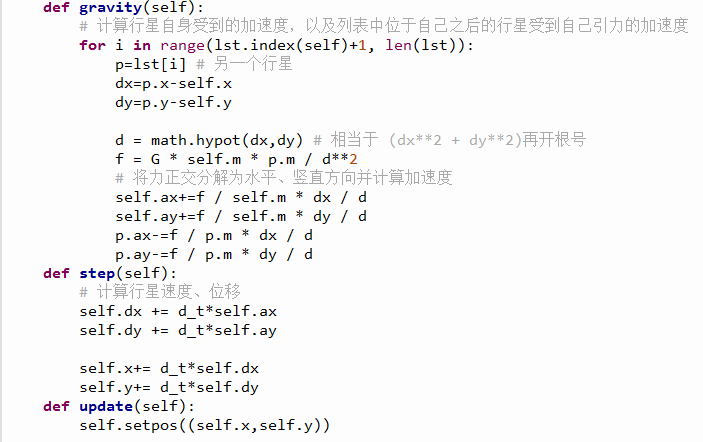 def gravity(self):
# 计算行星自身受到的加速度，以及列表中位于自己之后的行星受到自己引力的加速度
for i in range(lst.index(self)+1, len(lst)):
p=lst[i] # 另一个行星
dx=p.x-self.x
dy=p.y-self.y
d = math.hypot(dx,dy) # 相当于 (dx**2 + dy**2)再开根号
f = G * self.m * p.m / d**2
# 将力正交分解为水平、竖直方向并计算加速度
self.ax+=f / self.m * dx / d
self.ay+=f / self.m * dy / d
p.ax-=f / p.m * dx / d
p.ay-=f / p.m * dy / d
def step(self):
# 计算行星速度、位移
self.dx += d_t*self.ax
self.dy += d_t*self.ay
self.x+= d_t*self.dx
self.y+= d_t*self.dy
def update(self):
self.setpos((self.x,self.y))